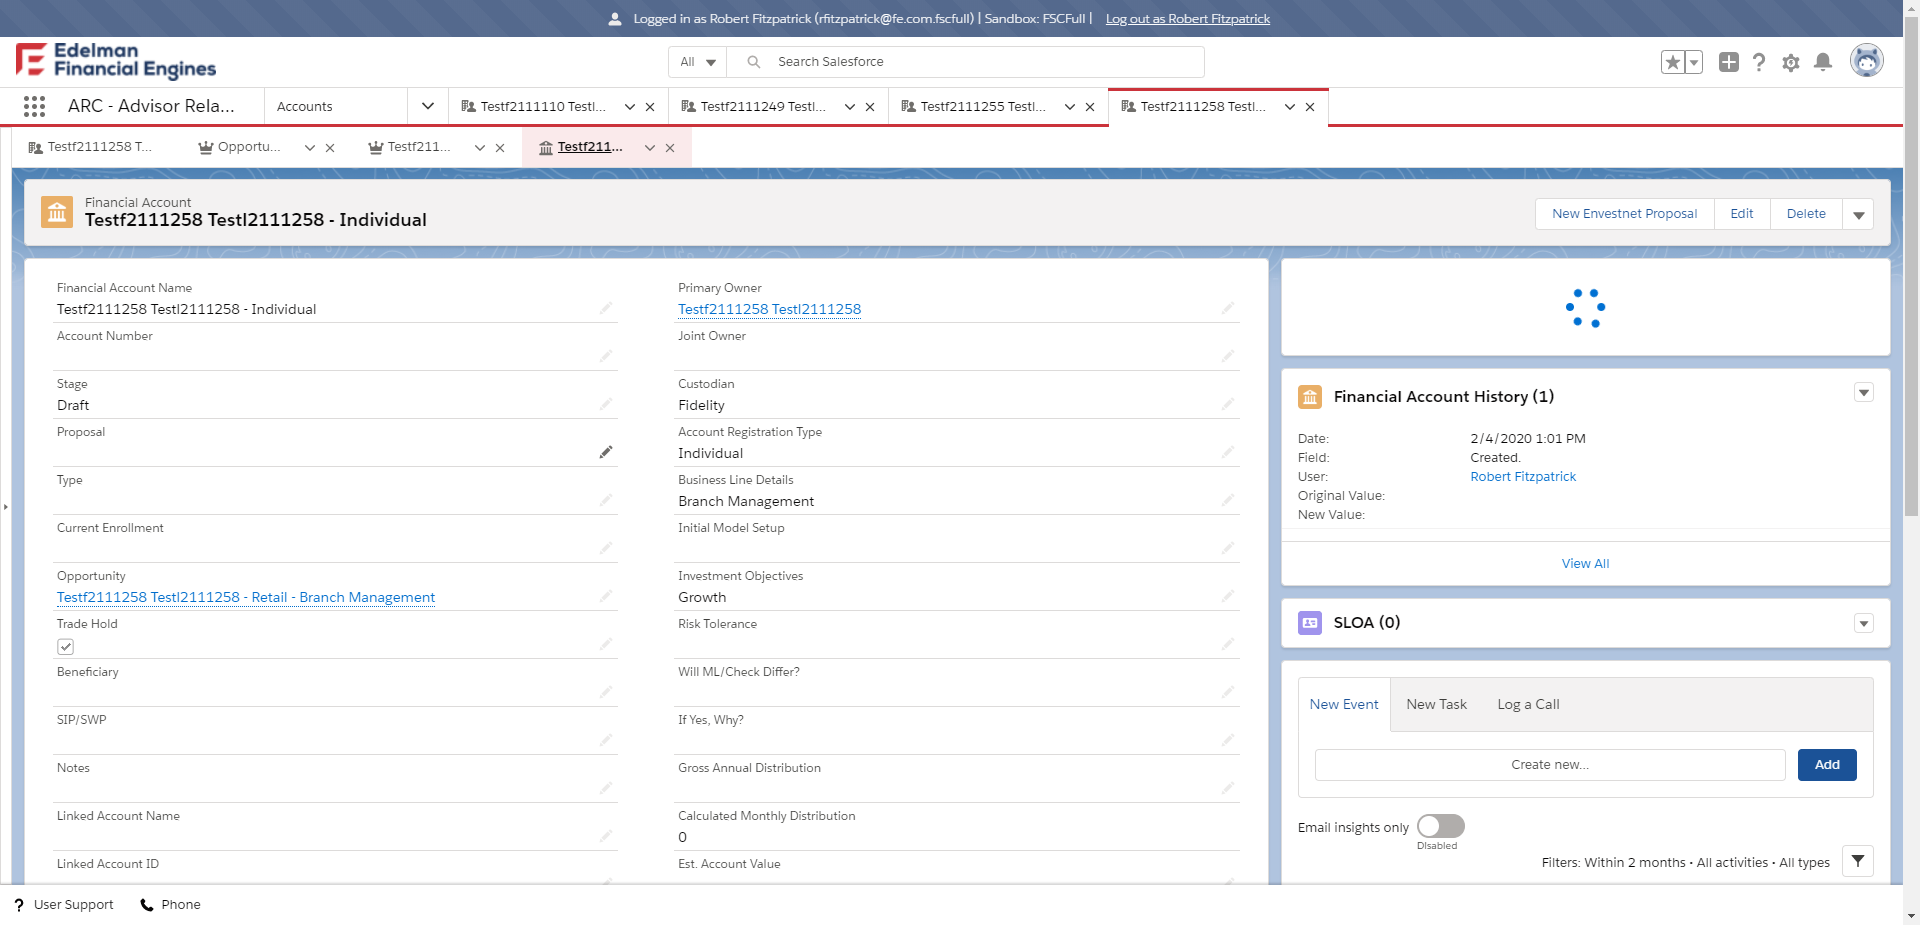 Logged in as Robert Fitzpatrick (rfitzpatrick@fe.com.fscfull) | Sandbox: FSCFull | Log out as Robert Fitzpatrick
Edelman
Financial Engines
All
Search Salesforce
ARC - Advisor Rela...
Accounts
Testf2111110 Testl...
Testf2111249 Testl...
Testf2111255 Testl...
Testf2111258 Testl...
Testf2111258 T...
Opportu...
Testf211...
Testf211...
Financial Account
Testf2111258 Testl2111258 - Individual
New Envestnet Proposal
Edit
Delete
Financial Account Name
Testf2111258 Testl2111258 - Individual
Account Number
Stage
Draft
Proposal
Type
Current Enrollment
Opportunity
Testf2111258 Testl2111258 - Retail - Branch Management
Trade Hold
Beneficiary
SIP/SWP
Notes
Linked Account Name
Linked Account ID
Primary Owner
Testf2111258 Testl2111258
Joint Owner
Custodian
Fidelity
Account Registration Type
Individual
Business Line Details
Branch Management
Initial Model Setup
Investment Objectives
Growth
Risk Tolerance
Will ML/Check Differ?
If Yes, Why?
Gross Annual Distribution
Calculated Monthly Distribution
0
Est. Account Value
Financial Account History (1)
Date: 2/4/2020 1:01 PM
Field: Created.
User: Robert Fitzpatrick
Original Value:
New Value:
View All
SLOA (0)
New Event
New Task
Log a Call
Create new...
Add
Email insights only
Disabled
Filters: Within 2 months • All activities • All types
? User Support
Phone